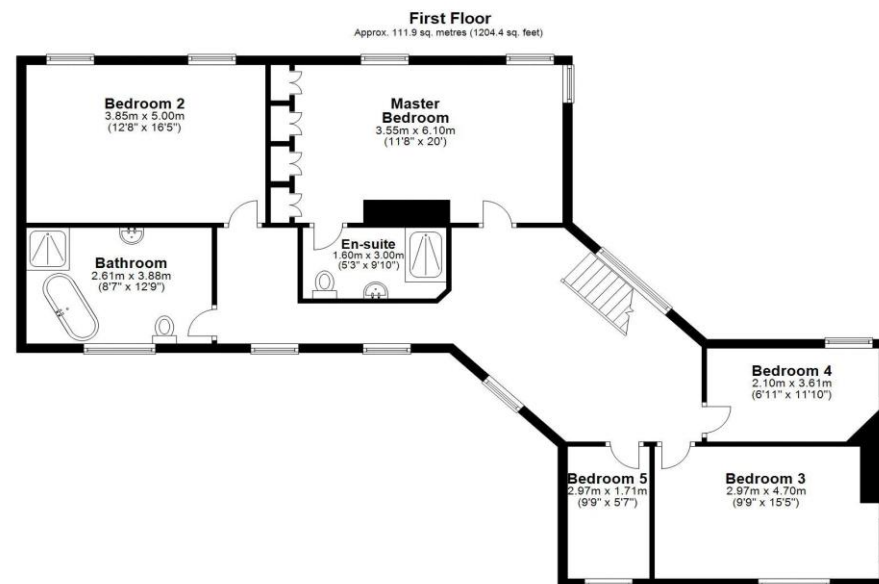 First Floor
Approx. 111.9 sq. metres (1204.4 sq. feet)
Bedroom 2
3.85m x 5.00m
(12'8" x 16'5")
Master
Bedroom
3.55m x 6.10m
(11'8" x 20')
En-suite
1.60m x 3.00m
(5'3" x 9'10")
Bathroom
2.61m x 3.88m
(8'7" x 12'9")
Bedroom 4
2.10m x 3.61m
(6'11" x 11'10")
Bedroom 5
2.97m x 1.71m
(9'9" x 5'7")
Bedroom 3
2.97m x 4.70m
(9'9" x 15'5")